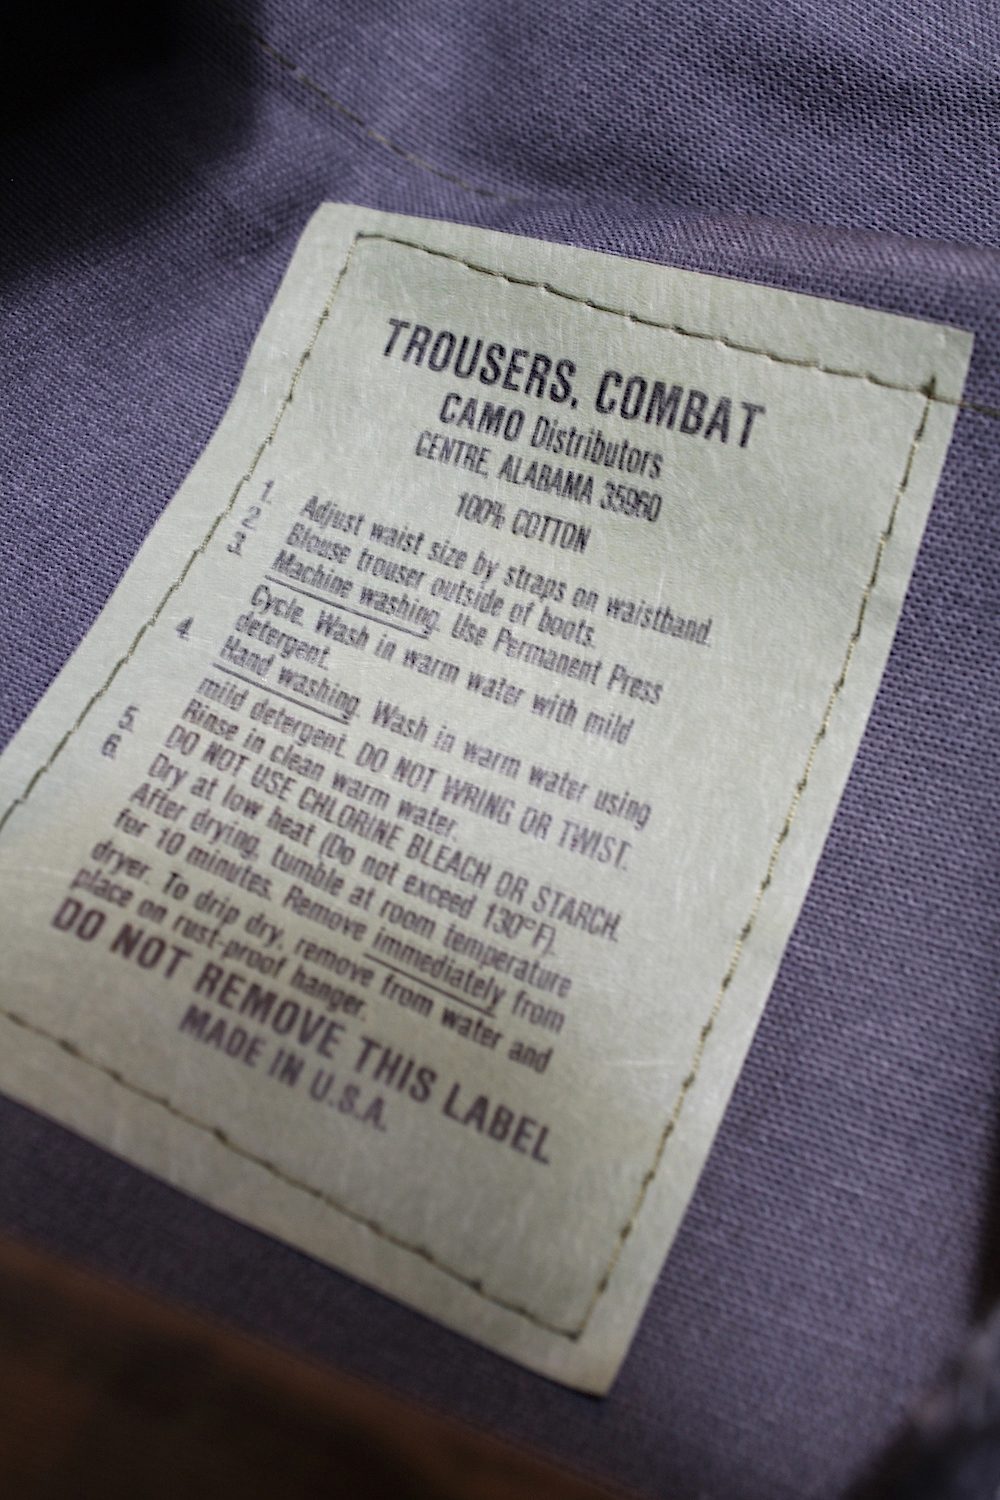 TROUSERS, COMBAT
CAMO Distributors
CENTRE, ALABAMA 35960
100% COTTON
1. Adjust waist size by straps on waistband.
2. Blouse trouser outside of boots.
3. Machine washing. Use Permanent Press
Cycle. Wash in warm water with mild
detergent.
4. Hand washing. Wash in warm water using
mild detergent. DO NOT WRING OR TWIST.
Rinse in clean warm water.
5. DO NOT USE CHLORINE BLEACH OR STARCH.
6. Dry at low heat (Do not exceed 130°F).
After drying, tumble at room temperature
for 10 minutes. Remove immediately from
dryer. To drip dry, remove from water and
place on rust-proof hanger.
DO NOT REMOVE THIS LABEL
MADE IN U.S.A.